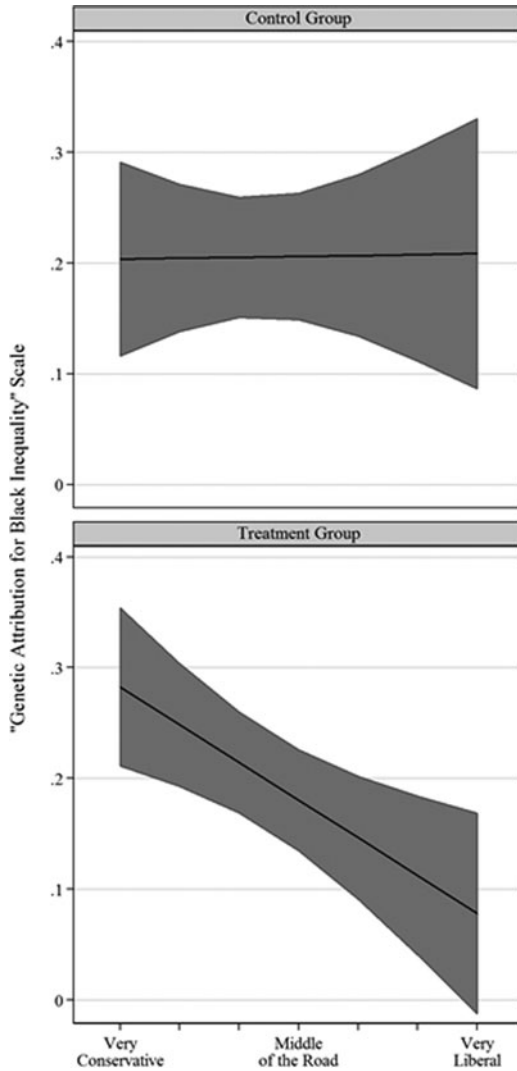 Control Group
.4
.3
.2
.1
0
"Genetic Attribution for Black Inequality" Scale
Treatment Group
.4
.3
.2
.1
0
Very
Conservative
Middle
of the Road
Very
Liberal